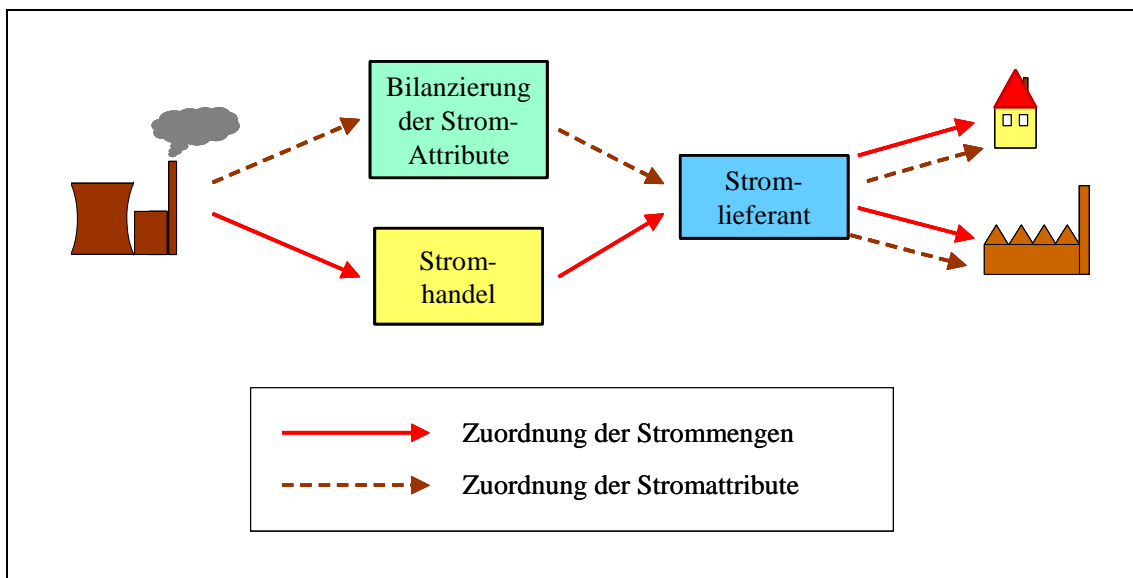 Bilanzierung
der Strom-
Attribute
Strom-
lieferant
Strom-
handel
Zuordnung der Strommengen
Zuordnung der Stromattribute